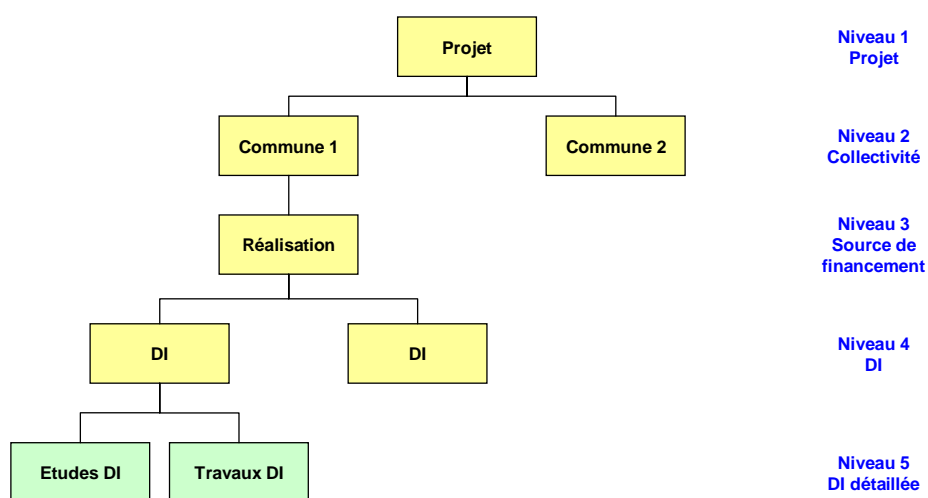 Projet
Niveau 1
Projet
Commune 1
Commune 2
Niveau 2
Collectivité
Réalisation
Niveau 3
Source de
financement
DI
DI
Niveau 4
DI
Etudes DI
Travaux DI
Niveau 5
DI détaillée